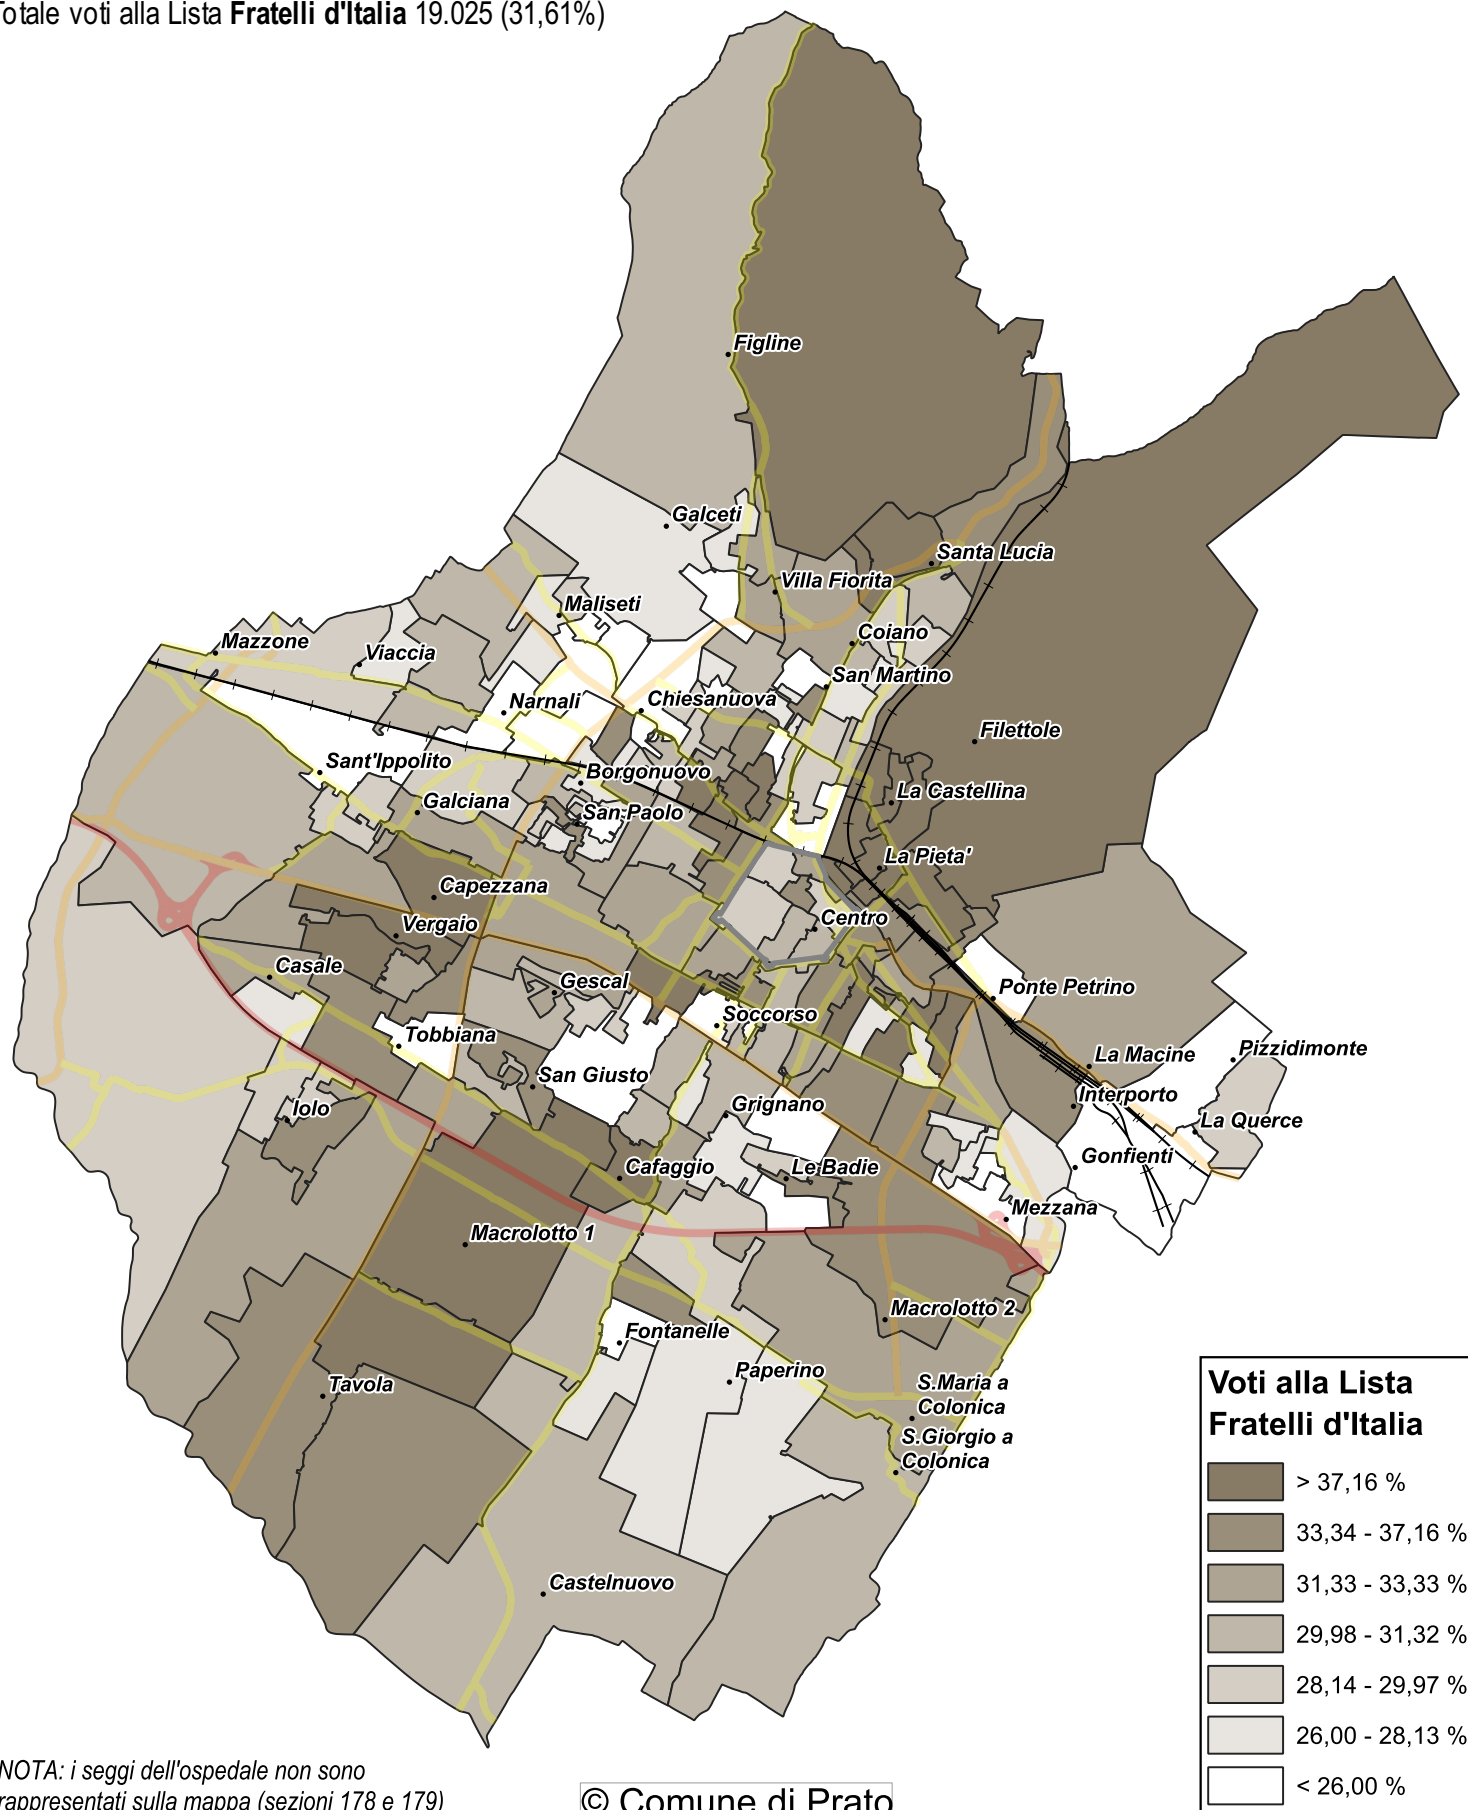 Totale voti alla Lista Fratelli d'Italia 19.025 (31,61%)
Figline
Galceti
Santa Lucia
Villa Fiorita
Maliseti
Coiano
Mazzone
Viaccia
San Martino
Narnali
Chiesanuova
Filettole
Sant'Ippolito
Borgonuovo
La Castellina
Galciana
San Paolo
La Pieta'
Capezzana
Centro
Vergaio
Casale
Gescal
Ponte Petrino
Soccorso
Tobbiana
La Macine
Pizzidimonte
San Giusto
Interporto
Iolo
Grignano
La Querce
Gonfienti
Cafaggio
Le Badie
Mezzana
Macrolotto 1
Macrolotto 2
Fontanelle
Paperino
Tavola
S.Maria a
Colonica
S.Giorgio a
Colonica
Castelnuovo
Voti alla Lista
Fratelli d'Italia
> 37,16 %
33,34 - 37,16 %
31,33 - 33,33 %
29,98 - 31,32 %
28,14 - 29,97 %
26,00 - 28,13 %
< 26,00 %
NOTA: i seggi dell'ospedale non sono
rappresentati sulla mappa (sezioni 178 e 179)
© Comune di Prato